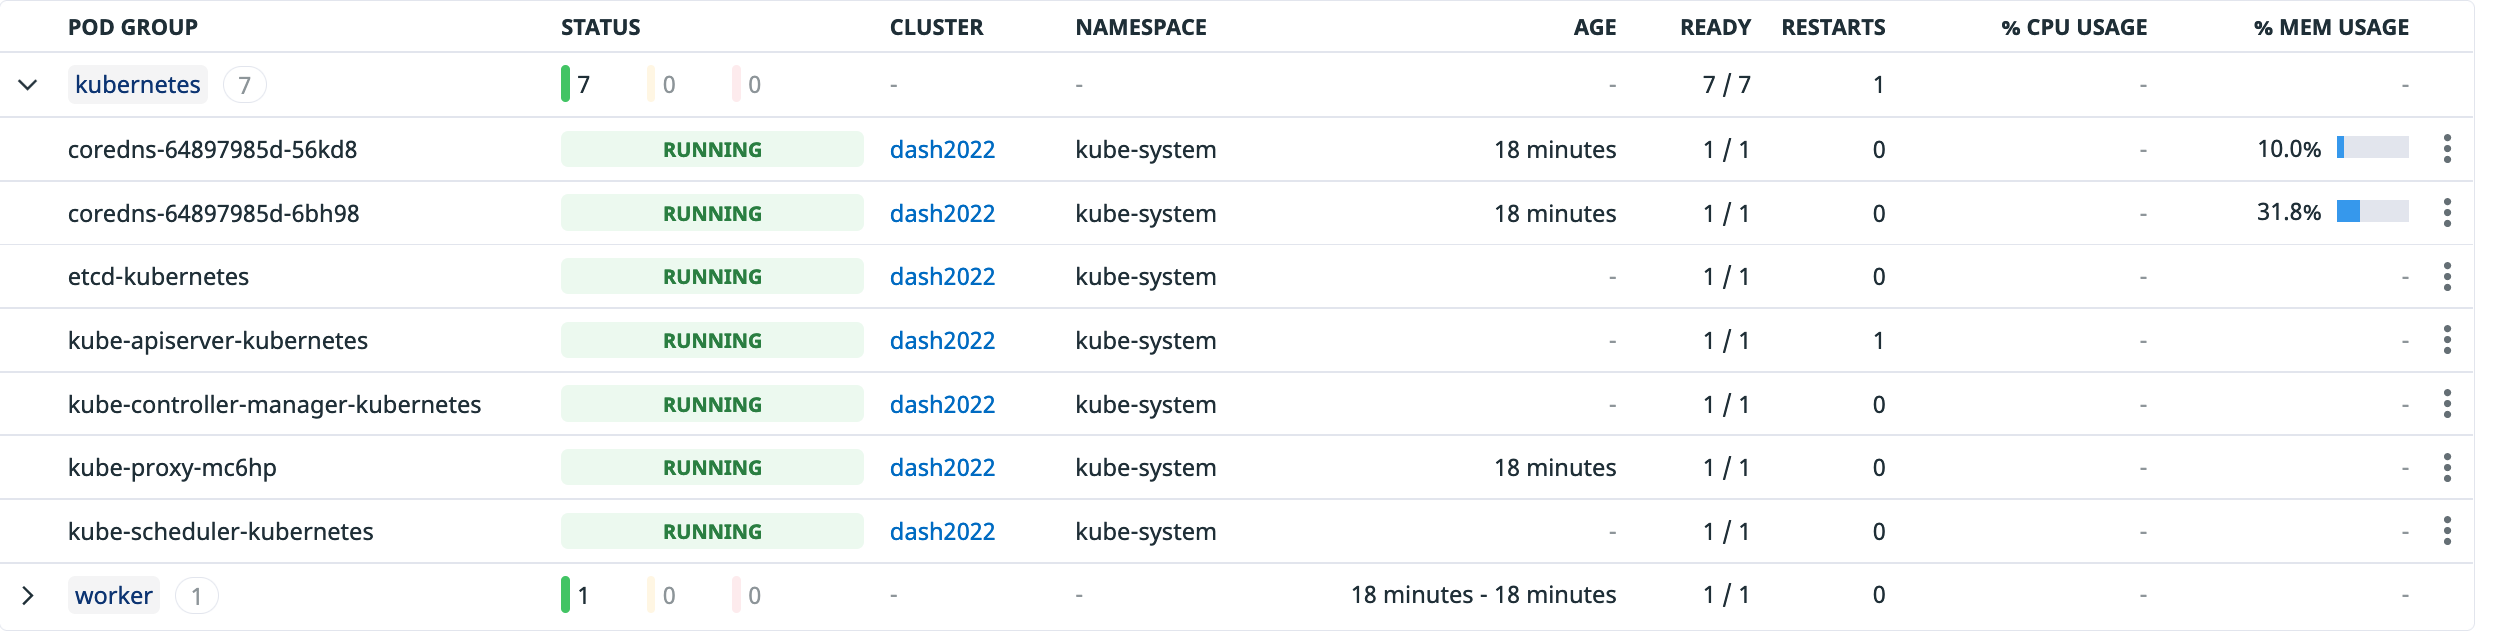 POD GROUP STATUS CLUSTER NAMESPACE AGE READY RESTARTS % CPU USAGE % MEM USAGE
kubernetes 7 7 0 0 - - - 7 / 7 1 - -
coredns-64897985d-56kd8 RUNNING dash2022 kube-system 18 minutes 1 / 1 0 - 10.0%
coredns-64897985d-6bh98 RUNNING dash2022 kube-system 18 minutes 1 / 1 0 - 31.8%
etcd-kubernetes RUNNING dash2022 kube-system - 1 / 1 0 - -
kube-apiserver-kubernetes RUNNING dash2022 kube-system - 1 / 1 1 - -
kube-controller-manager-kubernetes RUNNING dash2022 kube-system - 1 / 1 0 - -
kube-proxy-mc6hp RUNNING dash2022 kube-system 18 minutes 1 / 1 0 - -
kube-scheduler-kubernetes RUNNING dash2022 kube-system - 1 / 1 0 - -
worker 1 1 0 0 - - 18 minutes - 18 minutes 1 / 1 0 - -